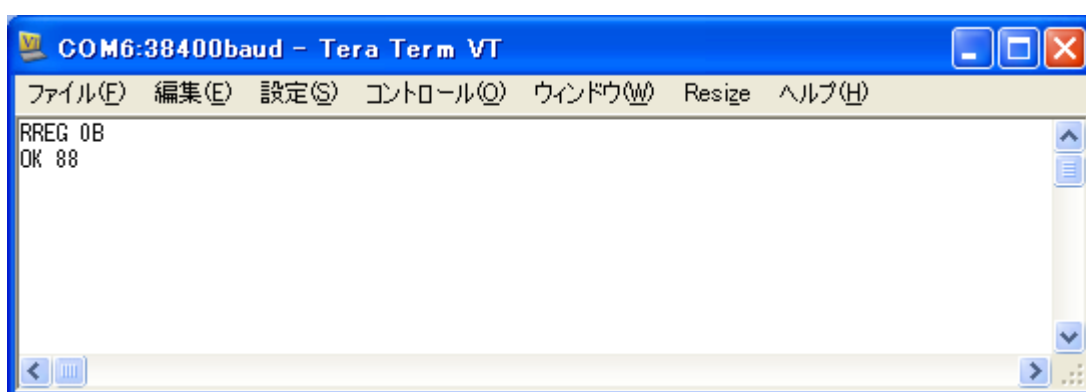 COM6:38400baud - Tera Term VT
ファイル(F) 編集(E) 設定(S) コントロール(O) ウィンドウ(W) Resize ヘルプ(H)
RREG 0B
OK 88